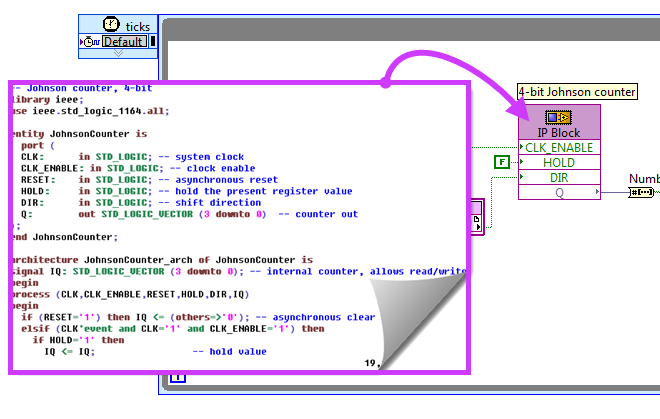 ticks
Default
-- Johnson counter, 4-bit
library ieee;
use ieee.std_logic_1164.all;
entity JohnsonCounter is
port (
CLK: in STD_LOGIC; -- system clock
CLK_ENABLE: in STD_LOGIC; -- clock enable
RESET: in STD_LOGIC; -- asynchronous reset
HOLD: in STD_LOGIC; -- hold the present register value
DIR: in STD_LOGIC; -- shift direction
Q: out STD_LOGIC_VECTOR (3 downto 0) -- counter out
);
end JohnsonCounter;
architecture JohnsonCounter_arch of JohnsonCounter is
signal IQ: STD_LOGIC_VECTOR (3 downto 0); -- internal counter, allows read/write
begin
process (CLK,CLK_ENABLE,RESET,HOLD,DIR,IQ)
begin
if (RESET='1') then IQ <= (others=>'0'); -- asynchronous clear
elsif (CLK'event and CLK='1' and CLK_ENABLE='1') then
if HOLD='1' then
IQ <= IQ; -- hold value
19,
4-bit Johnson counter
IP Block
CLK_ENABLE
F
HOLD
DIR
Q
Numb